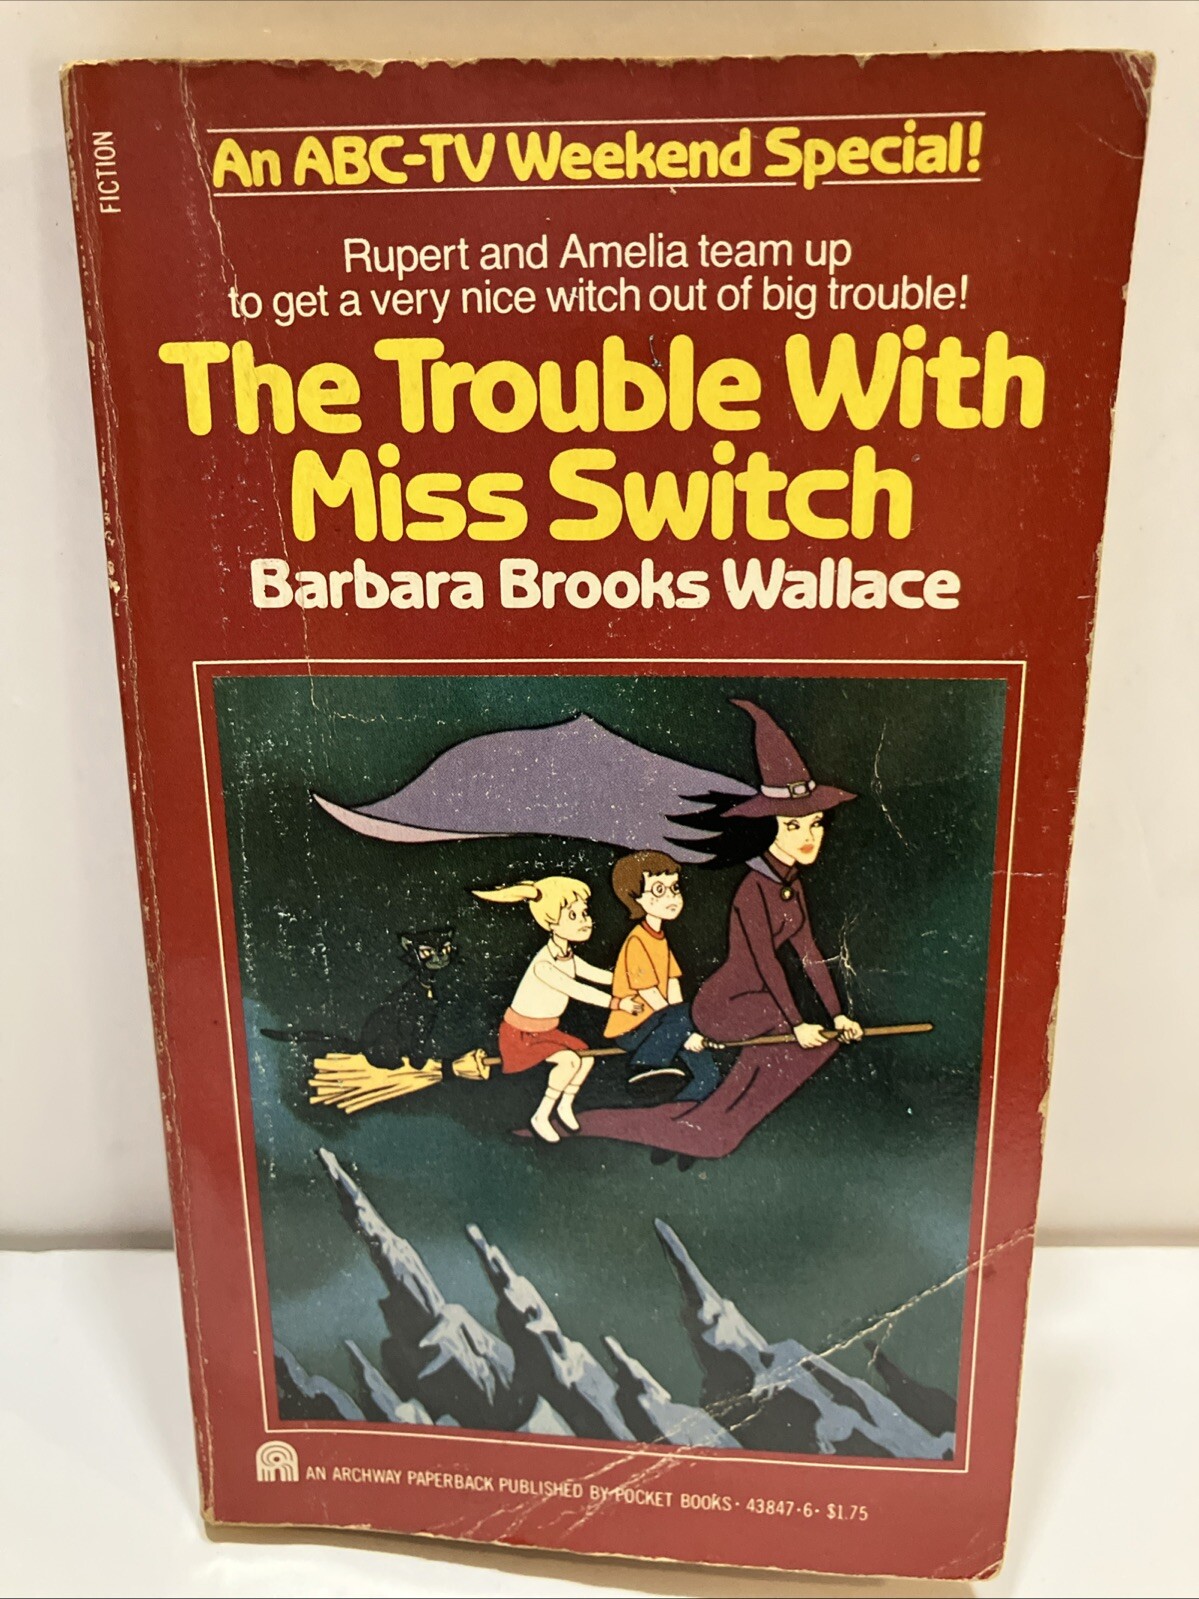 FICTION
An ABC-TV Weekend Special!
Rupert and Amelia team up
to get a very nice witch out of big trouble!
The Trouble With
Miss Switch
Barbara Brooks Wallace
AN ARCHWAY PAPERBACK PUBLISHED BY POCKET BOOKS · 43847-6 · $1.75